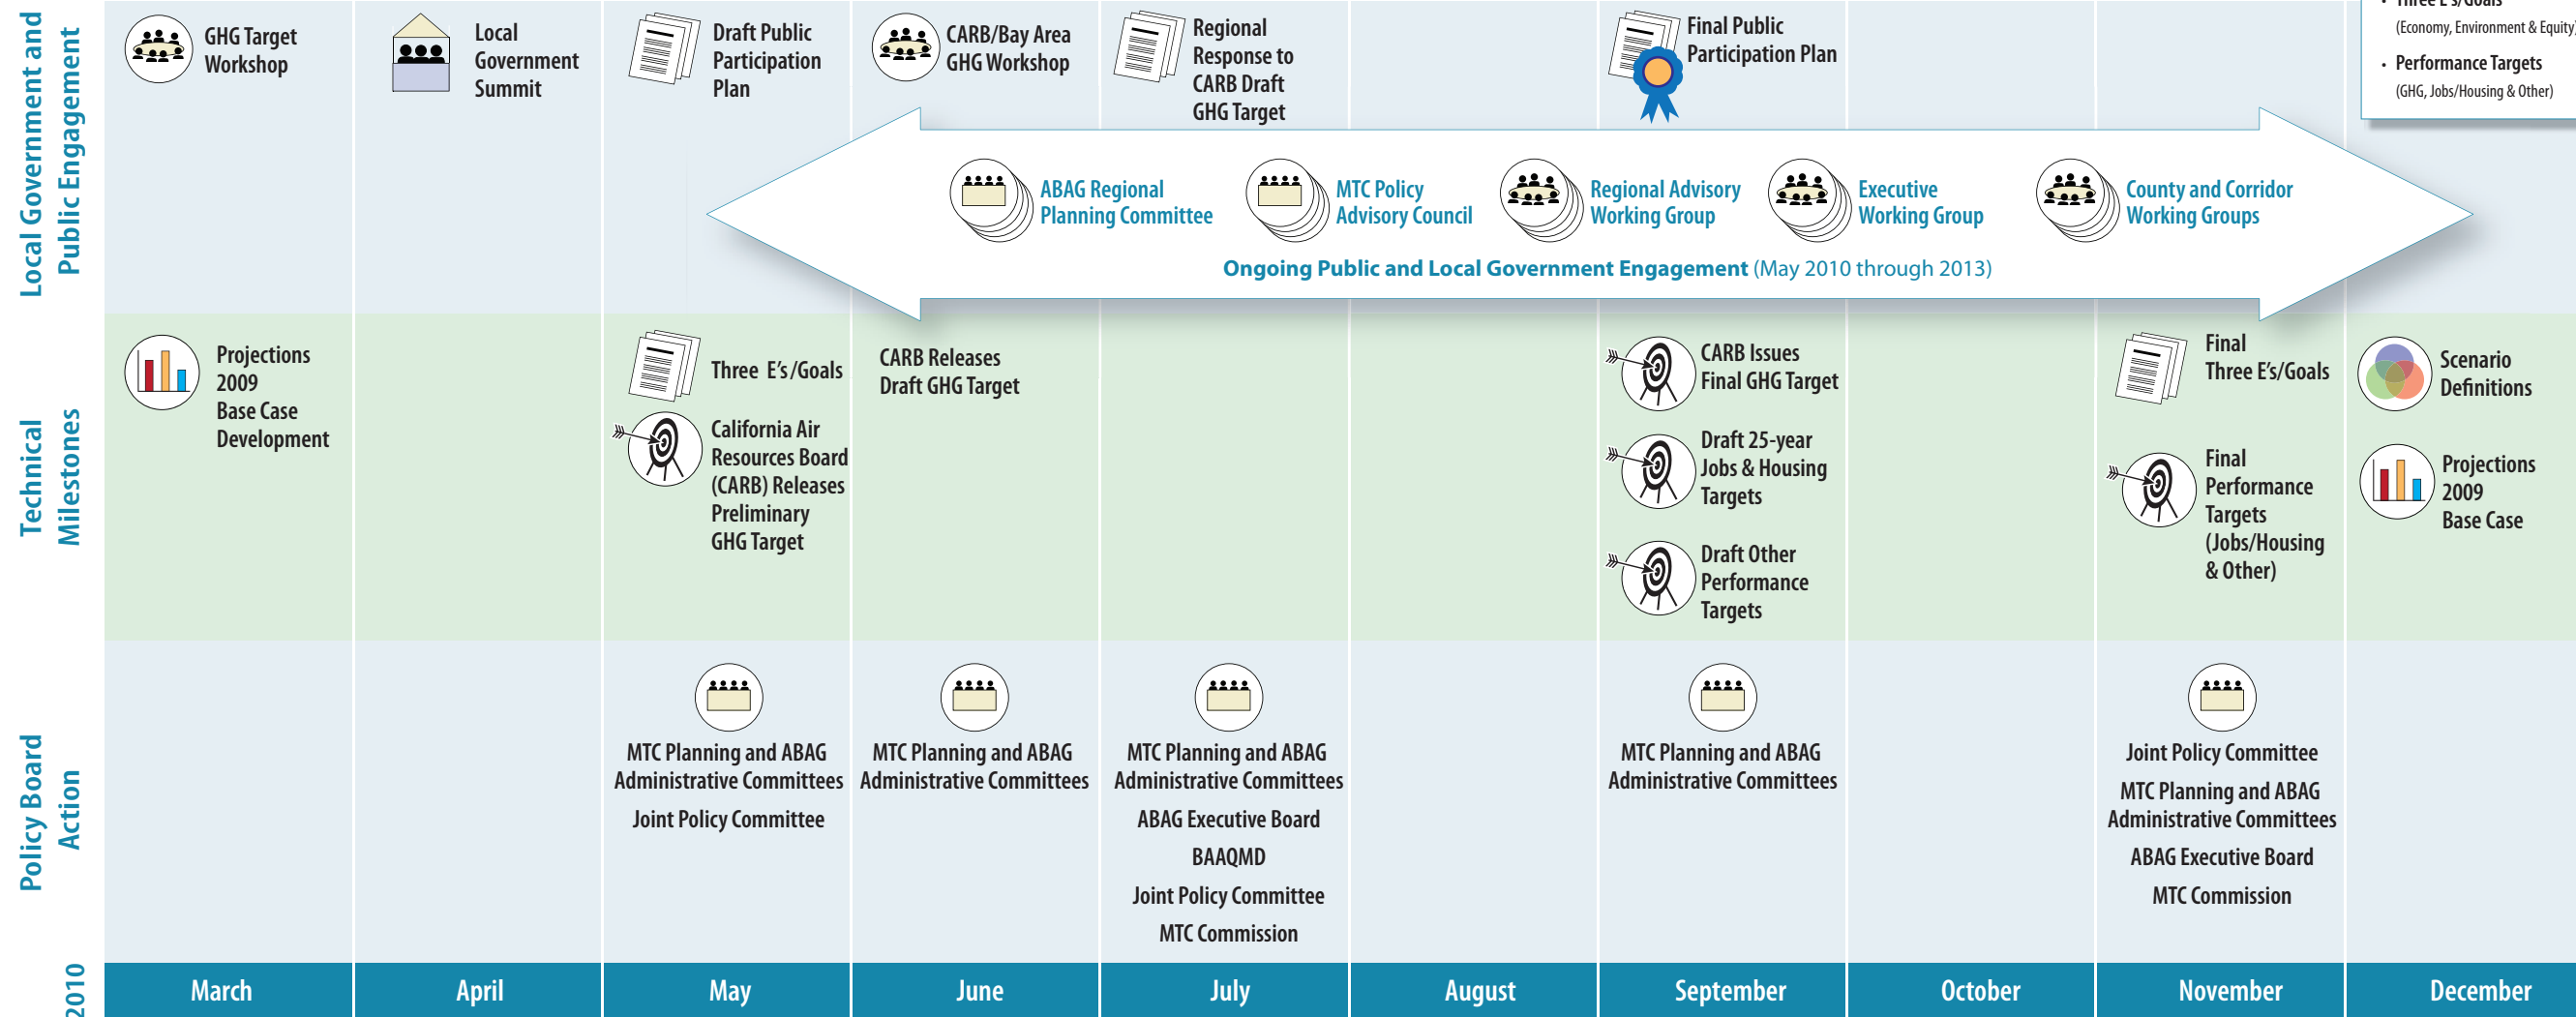 Local Government and
Public Engagement
GHG Target
Workshop
Local
Government
Summit
Draft Public
Participation
Plan
CARB/Bay Area
GHG Workshop
Regional
Response to
CARB Draft
GHG Target
Final Public
Participation Plan
• Three E's/Goals
(Economy, Environment & Equity)
• Performance Targets
(GHG, Jobs/Housing & Other)
ABAG Regional
Planning Committee
MTC Policy
Advisory Council
Regional Advisory
Working Group
Executive
Working Group
County and Corridor
Working Groups
Ongoing Public and Local Government Engagement (May 2010 through 2013)
Technical
Milestones
Projections
2009
Base Case
Development
Three E's/Goals
California Air
Resources Board
(CARB) Releases
Preliminary
GHG Target
CARB Releases
Draft GHG Target
CARB Issues
Final GHG Target
Draft 25-year
Jobs & Housing
Targets
Draft Other
Performance
Targets
Final
Three E's/Goals
Final
Performance
Targets
(Jobs/Housing
& Other)
Scenario
Definitions
Projections
2009
Base Case
Policy Board
Action
MTC Planning and ABAG
Administrative Committees
Joint Policy Committee
MTC Planning and ABAG
Administrative Committees
MTC Planning and ABAG
Administrative Committees
ABAG Executive Board
BAAQMD
Joint Policy Committee
MTC Commission
MTC Planning and ABAG
Administrative Committees
Joint Policy Committee
MTC Planning and ABAG
Administrative Committees
ABAG Executive Board
MTC Commission
2010
March
April
May
June
July
August
September
October
November
December